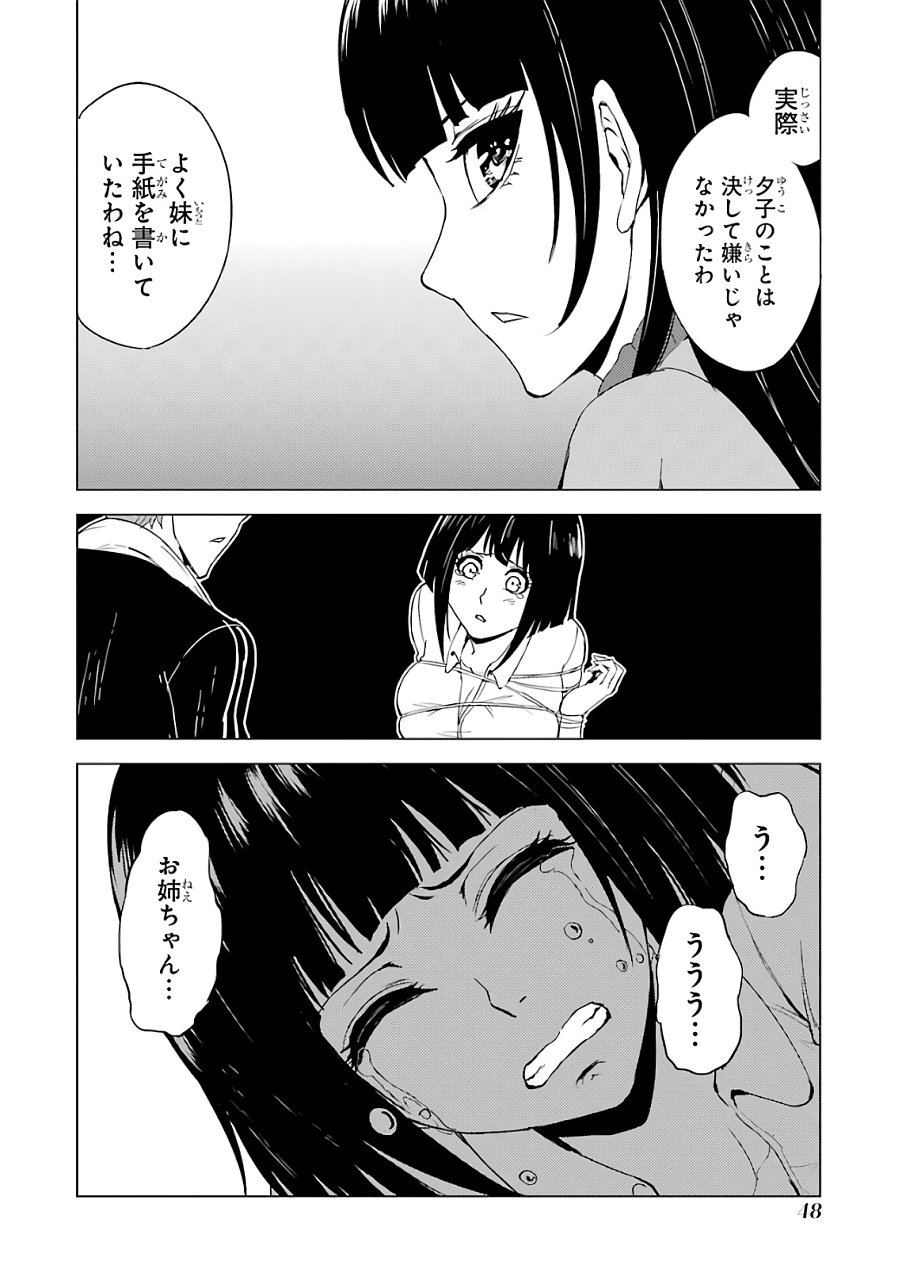 実際
夕子のことは
決して嫌いじゃ
なかったわ
よく妹に
手紙を書いて
いたわね…
う…
ううう…
お姉ちゃん…
48